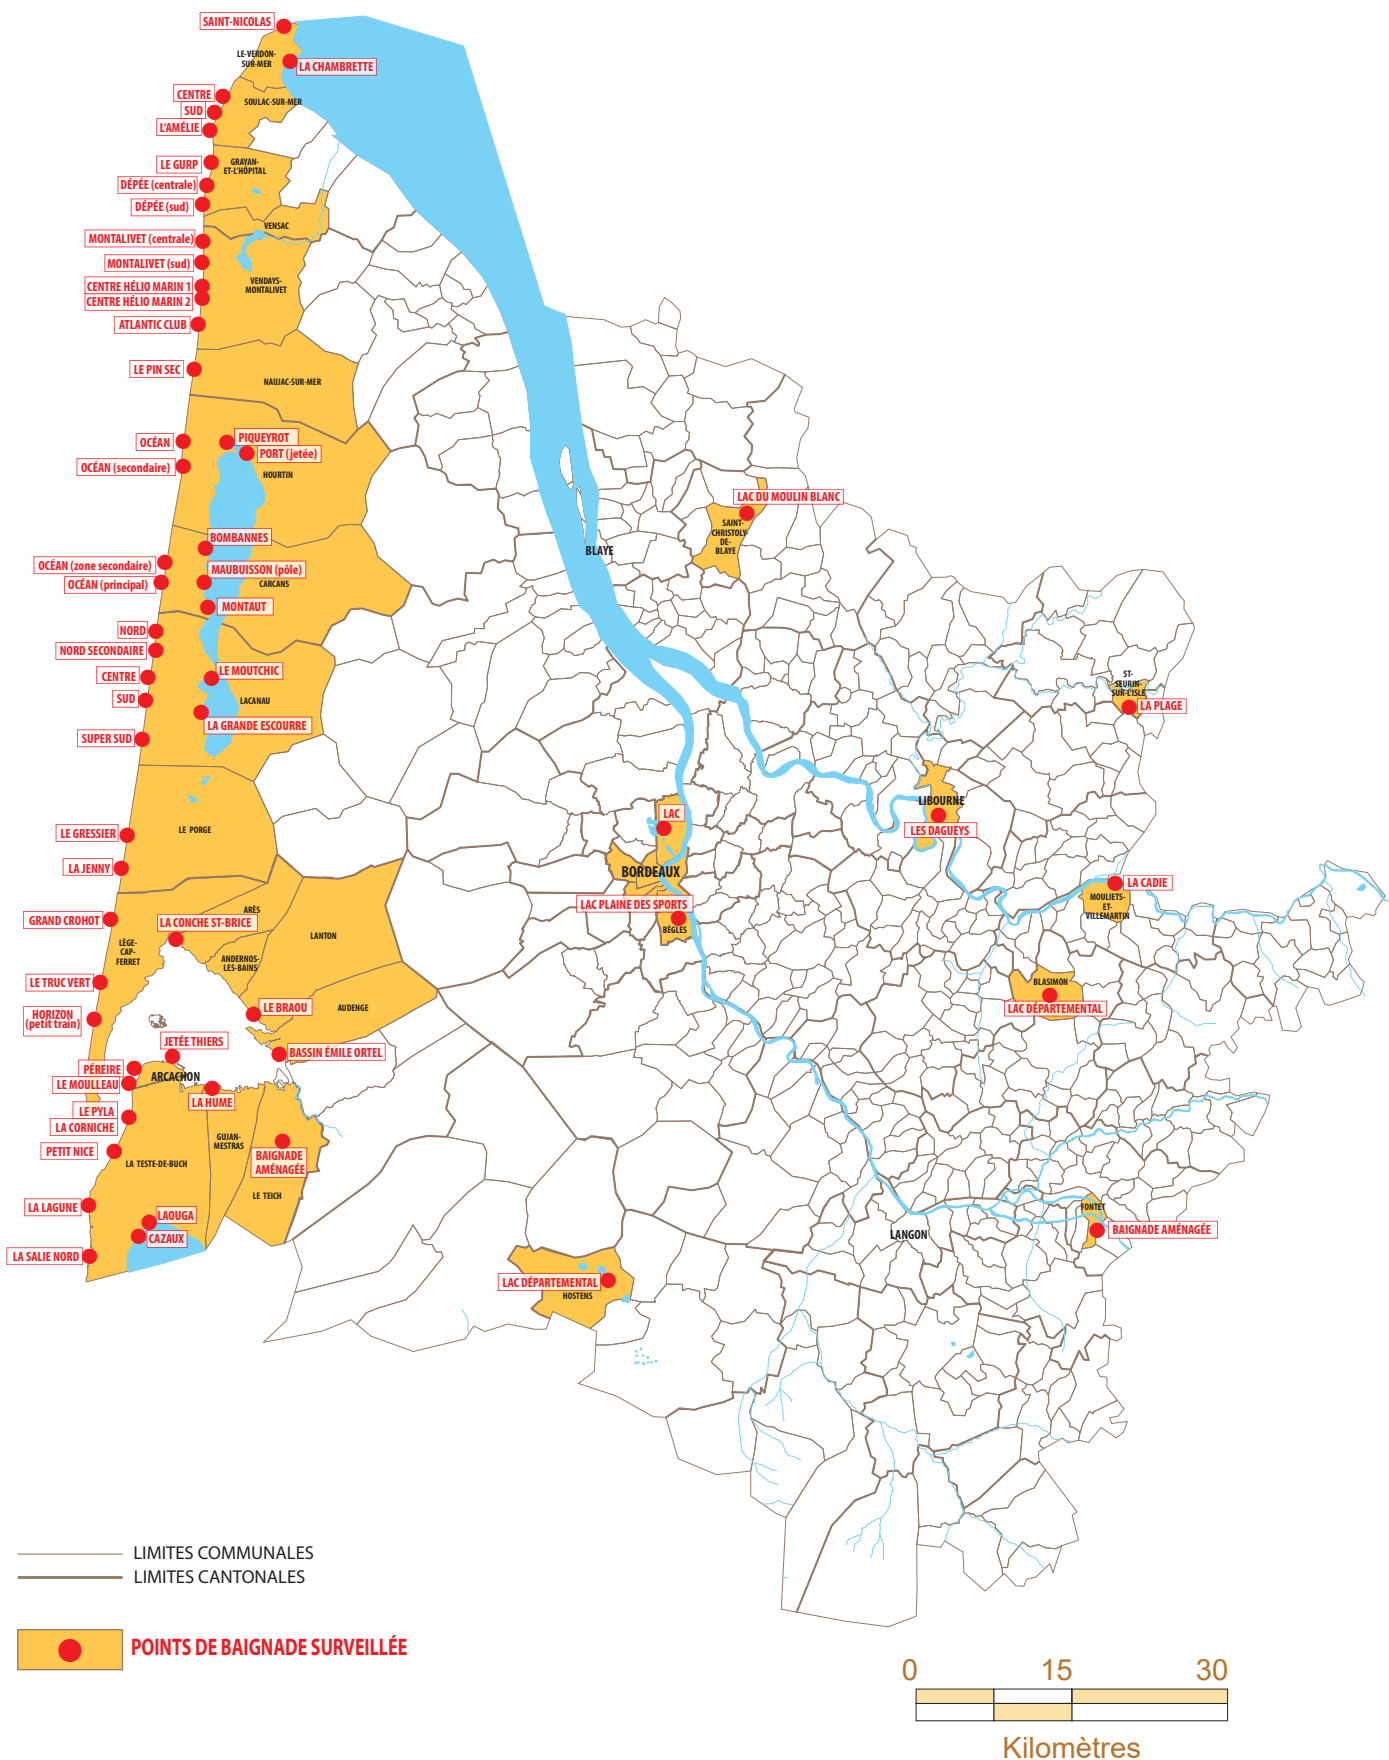 SAINT-NICOLAS
LE-VERDON-
SUR-MER
LA CHAMBRETTE
CENTRE
SOULAC-SUR-MER
SUD
L'AMÉLIE
LE GURP
GRAYAN-
ET-L'HÔPITAL
DÉPÉE (centrale)
DÉPÉE (sud)
VENSAC
MONTALIVET (centrale)
MONTALIVET (sud)
CENTRE HÉLIO MARIN 1
CENTRE HÉLIO MARIN 2
VENDAYS-
MONTALIVET
ATLANTIC CLUB
LE PIN SEC
NAUJAC-SUR-MER
OCÉAN
PIQUEYROT
PORT (jetée)
OCÉAN (secondaire)
HOURTIN
LAC DU MOULIN BLANC
SAINT-
CHRISTOLY-
DE-
BLAYE
BLAYE
BOMBANNES
OCÉAN (zone secondaire)
MAUBUISSON (pôle)
OCÉAN (principal)
CARCANS
MONTAUT
NORD
NORD SECONDAIRE
CENTRE
LE MOUTCHIC
SUD
LACANAU
LA GRANDE ESCOURRE
SUPER SUD
ST-
SEURIN-
SUR-L'ISLE
LA PLAGE
LE PORGE
LE GRESSIER
LA JENNY
LAC
BORDEAUX
LAC PLAINE DES SPORTS
BÈGLES
LIBOURNE
LES DAGUEYS
LA CADIE
MOULIETS-
ET-
VILLEMARTIN
GRAND CROHOT
ARÈS
LA CONCHE ST-BRICE
LÈGE-
CAP-
FERRET
LANTON
ANDERNOS-
LES-BAINS
LE TRUC VERT
BLASIMON
LAC DÉPARTEMENTAL
HORIZON
(petit train)
LE BRAOU
AUDENGE
JETÉE THIERS
BASSIN ÉMILE ORTEL
PÉREIRE
ARCACHON
LE MOULLEAU
LA HUME
LE PYLA
LA CORNICHE
PETIT NICE
GUJAN-
MESTRAS
LA TESTE-DE-BUCH
BAIGNADE
AMÉNAGÉE
LE TEICH
LA LAGUNE
LAOUGA
CAZAUX
LA SALIE NORD
FONTET
BAIGNADE AMÉNAGÉE
LANGON
LAC DÉPARTEMENTAL
HOSTENS
LIMITES COMMUNALES
LIMITES CANTONALES
POINTS DE BAIGNADE SURVEILLÉE
0 15 30
Kilomètres